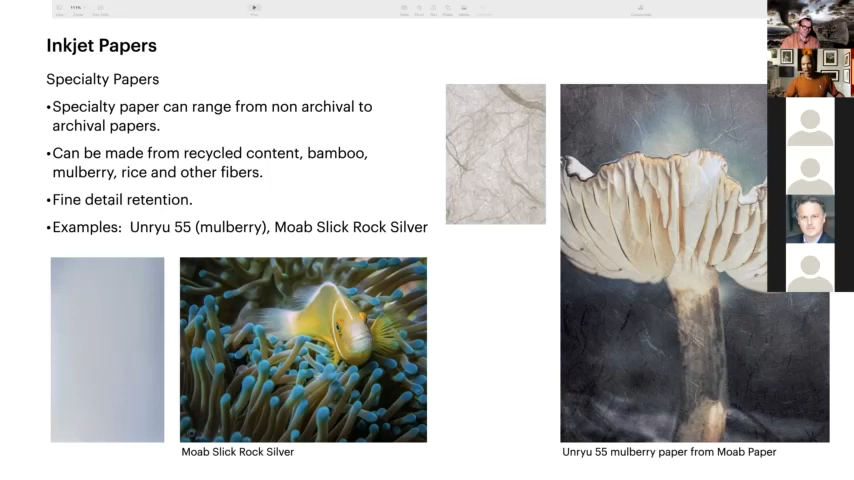 Inkjet Papers
Specialty Papers
•Specialty paper can range from non archival to
archival papers.
•Can be made from recycled content, bamboo,
mulberry, rice and other fibers.
•Fine detail retention.
•Examples:  Unryu 55 (mulberry), Moab Slick Rock Silver
Moab Slick Rock Silver
Unryu 55 mulberry paper from Moab Paper